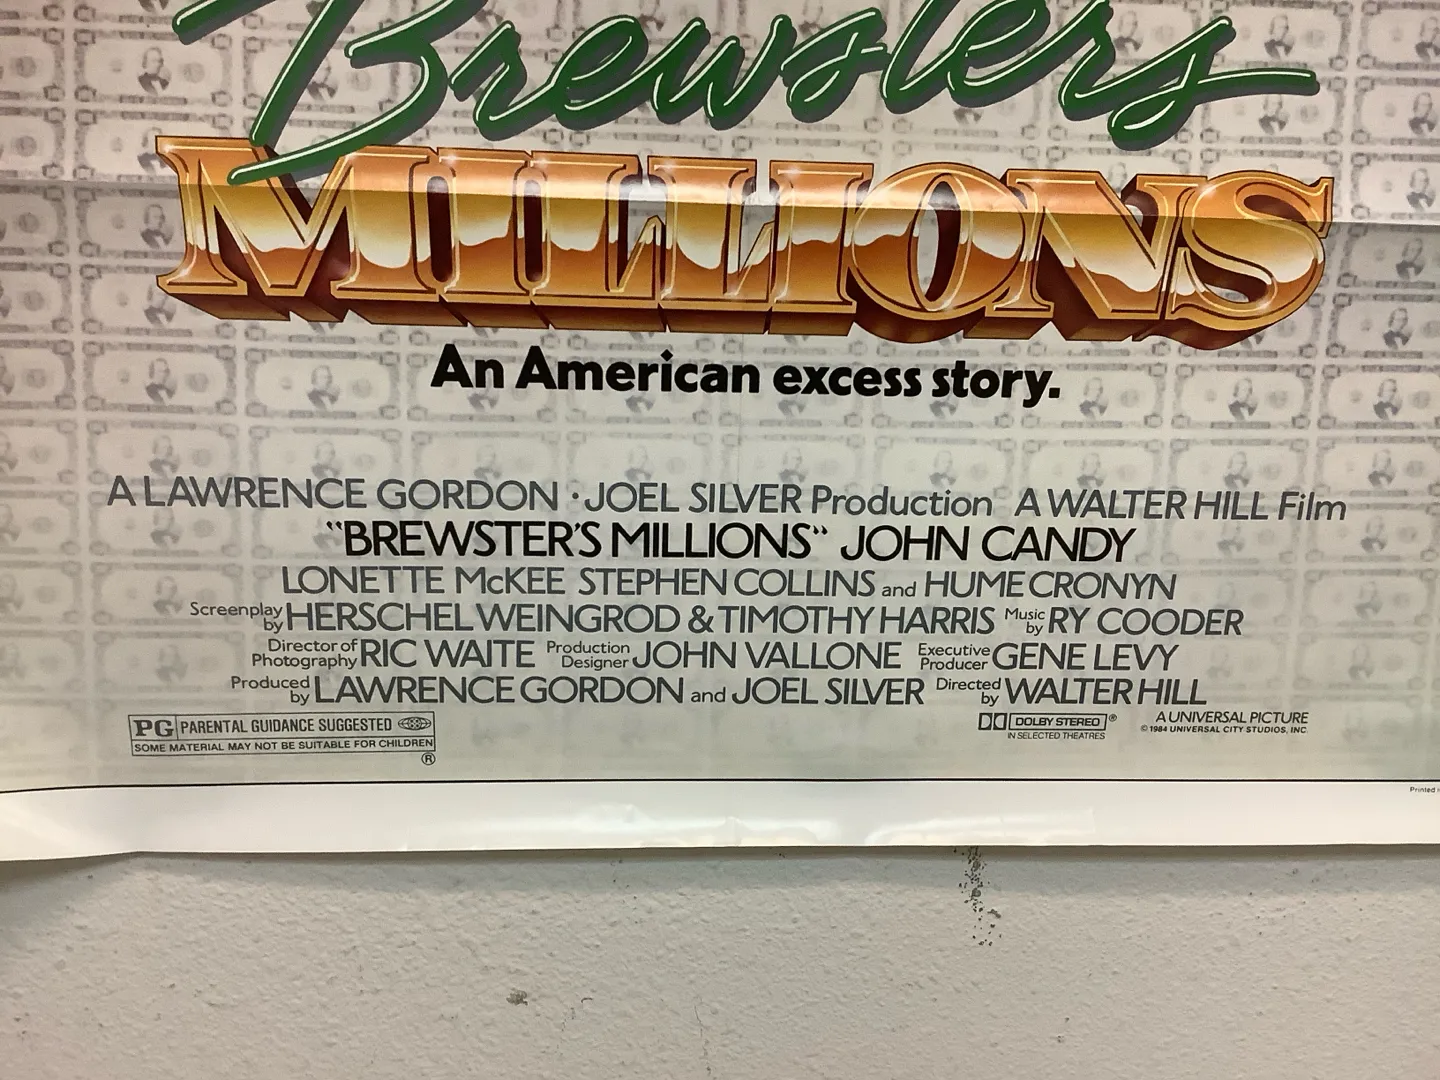 Brewsters
MILLIONS
An American excess story.
A LAWRENCE GORDON · JOEL SILVER Production A WALTER HILL Film
"BREWSTER'S MILLIONS" JOHN CANDY
LONETTE McKEE STEPHEN COLLINS and HUME CRONYN
Screenplay by HERSCHEL WEINGROD & TIMOTHY HARRIS Music by RY COODER
Director of Photography RIC WAITE Production Designer JOHN VALLONE Executive Producer GENE LEVY
Produced by LAWRENCE GORDON and JOEL SILVER Directed by WALTER HILL
PG PARENTAL GUIDANCE SUGGESTED
SOME MATERIAL MAY NOT BE SUITABLE FOR CHILDREN
®
DOLBY STEREO ®
IN SELECTED THEATRES
A UNIVERSAL PICTURE
© 1984 UNIVERSAL CITY STUDIOS, INC.
Printed